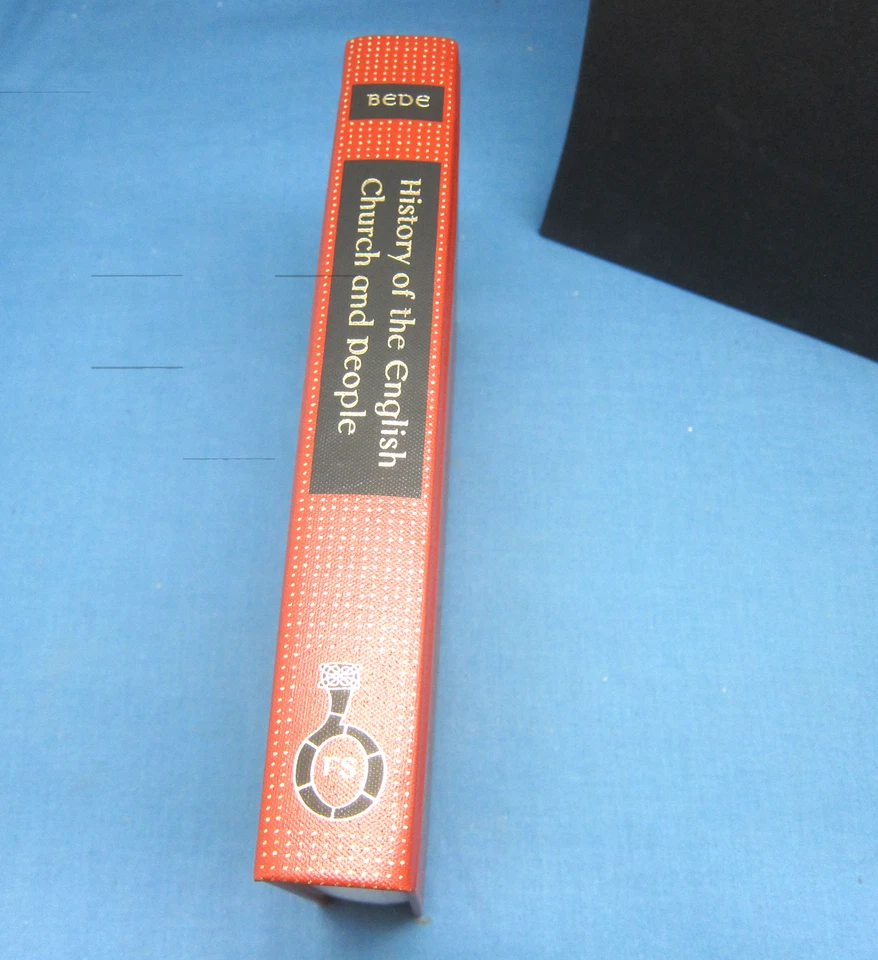 BEDE
History of the English
Church and People
FS